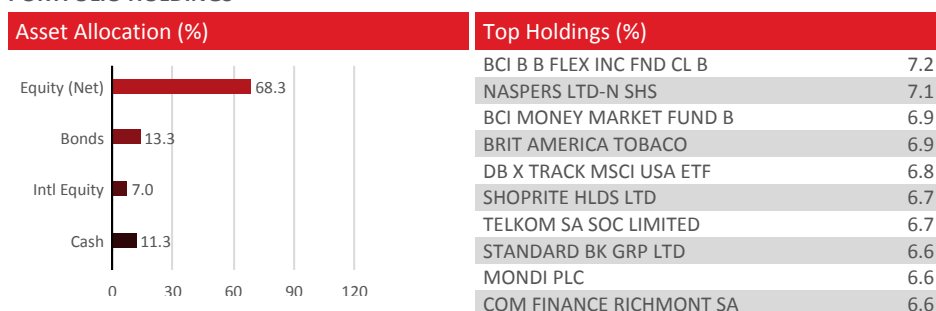 Asset Allocation (%)
Equity (Net) 68.3
Bonds 13.3
Intl Equity 7.0
Cash 11.3
0 30 60 90 120
Top Holdings (%)
BCI B B FLEX INC FND CL B 7.2
NASPERS LTD-N SHS 7.1
BCI MONEY MARKET FUND B 6.9
BRIT AMERICA TOBACO 6.9
DB X TRACK MSCI USA ETF 6.8
SHOPRITE HLDS LTD 6.7
TELKOM SA SOC LIMITED 6.7
STANDARD BK GRP LTD 6.6
MONDI PLC 6.6
COM FINANCE RICHMONT SA 6.6